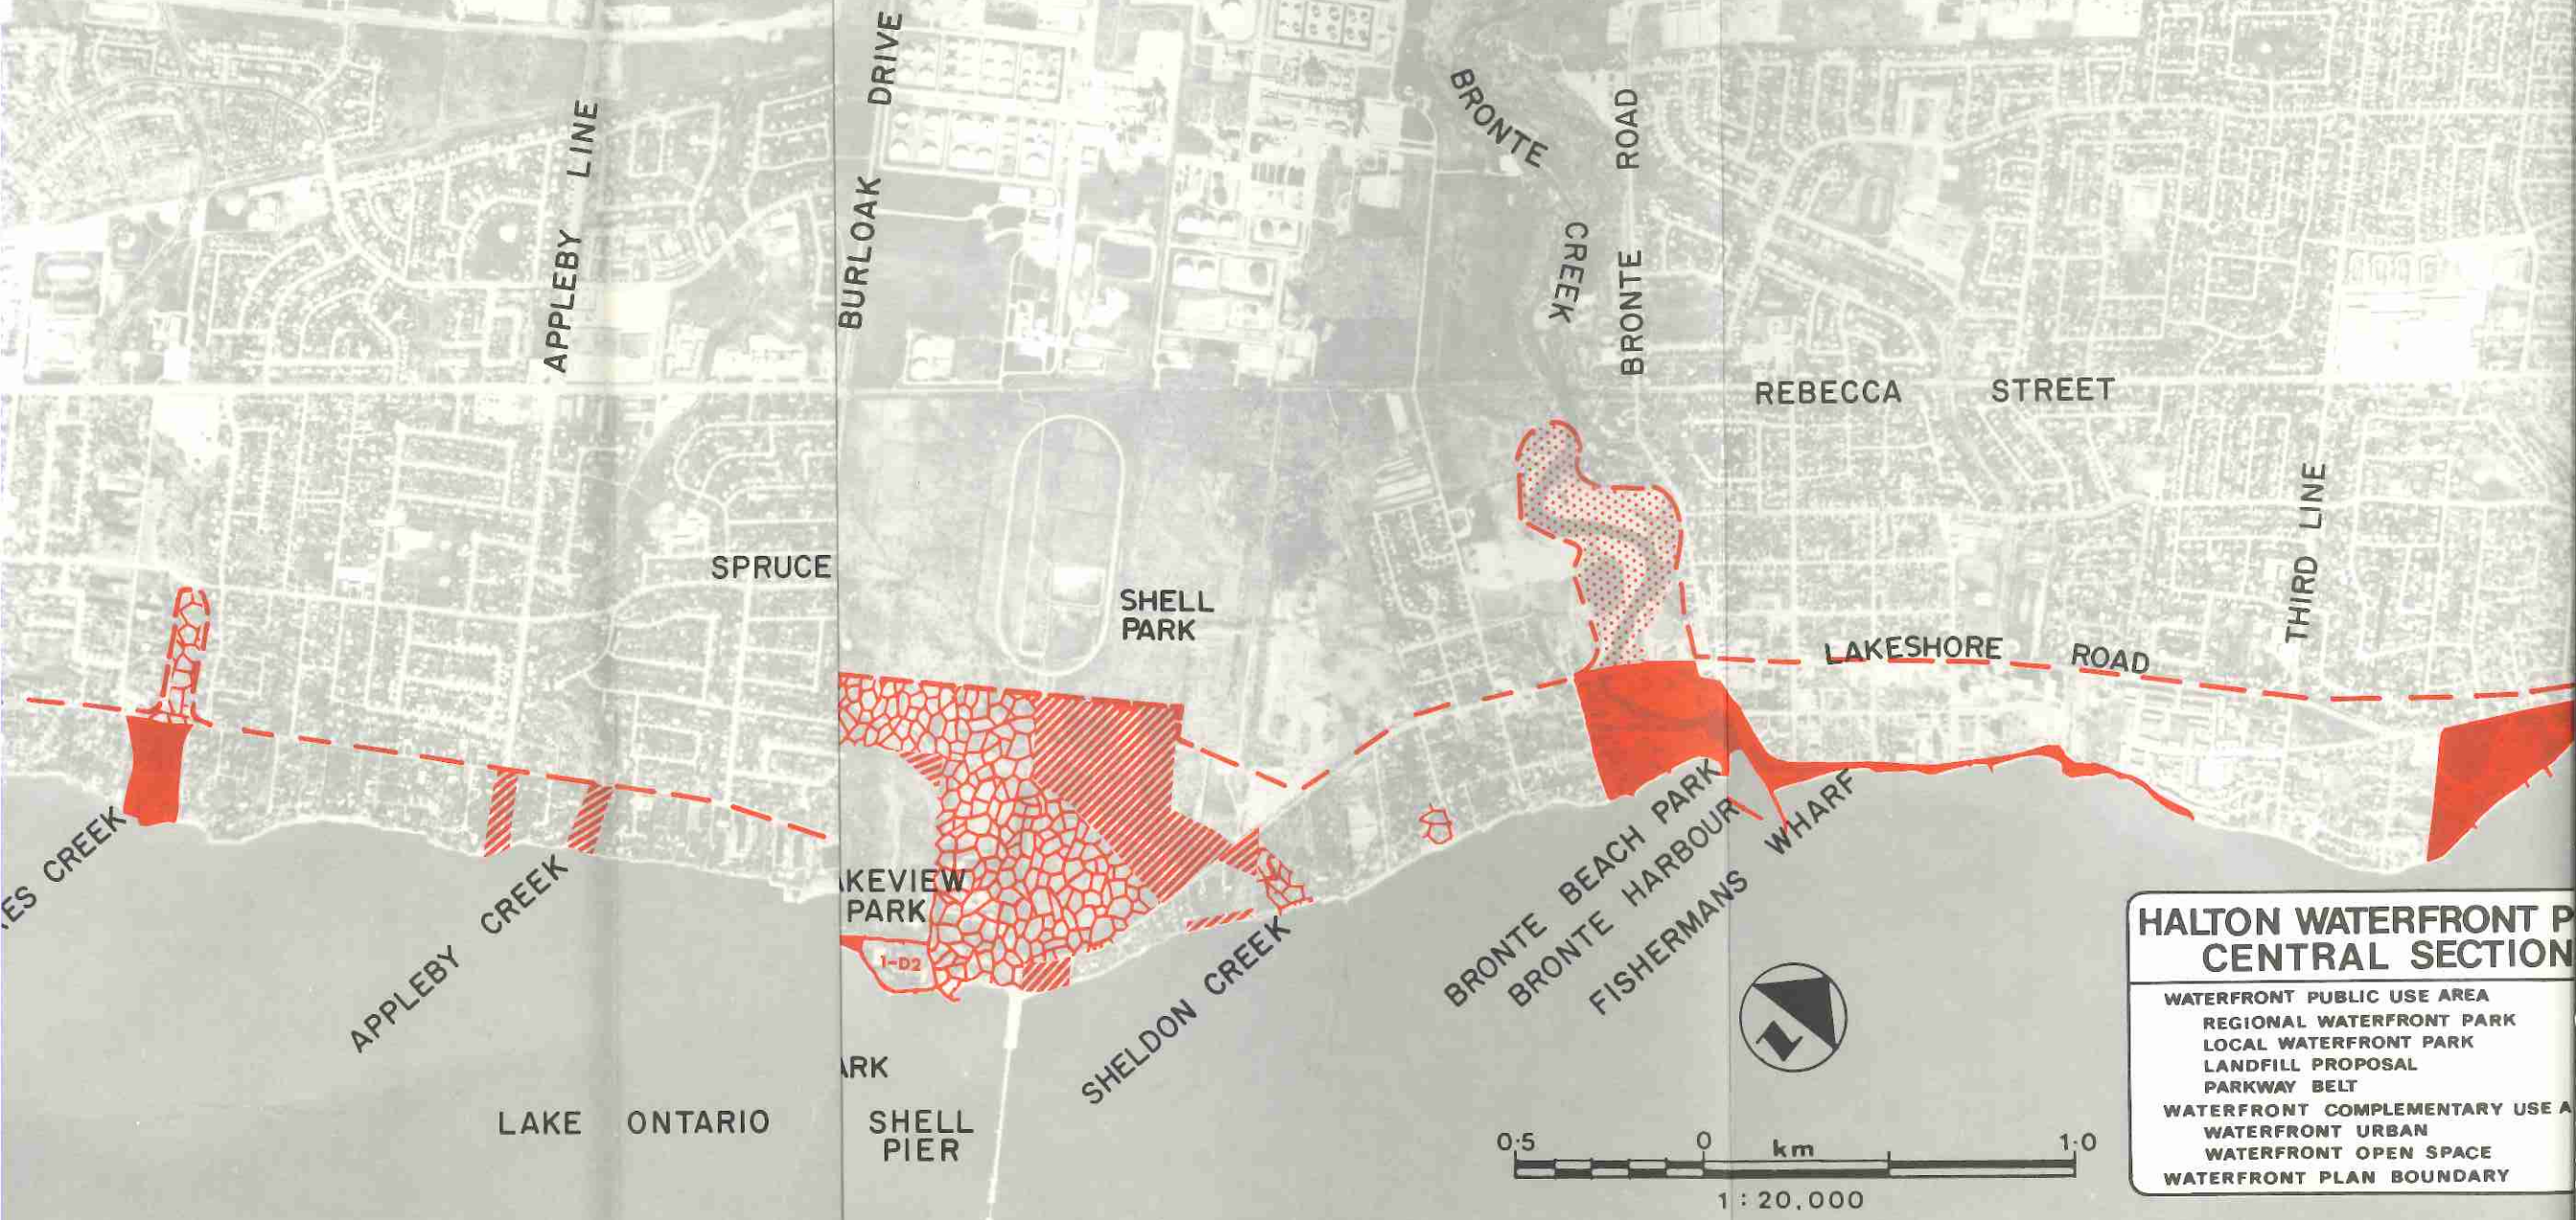 APPLEBY LINE
BURLOAK DRIVE
BRONTE CREEK
BRONTE ROAD
REBECCA STREET
THIRD LINE
SPRUCE
SHELL
PARK
LAKESHORE ROAD
CREEK
APPLEBY CREEK
PARK
1-D2
SHELDON CREEK
BRONTE BEACH PARK
BRONTE HARBOUR
FISHERMANS WHARF
LAKE ONTARIO
SHELL
PIER
0·5 0 km 1·0
1:20,000
HALTON WATERFRONT P
CENTRAL SECTION
WATERFRONT PUBLIC USE AREA
REGIONAL WATERFRONT PARK
LOCAL WATERFRONT PARK
LANDFILL PROPOSAL
PARKWAY BELT
WATERFRONT COMPLEMENTARY USE A
WATERFRONT URBAN
WATERFRONT OPEN SPACE
WATERFRONT PLAN BOUNDARY